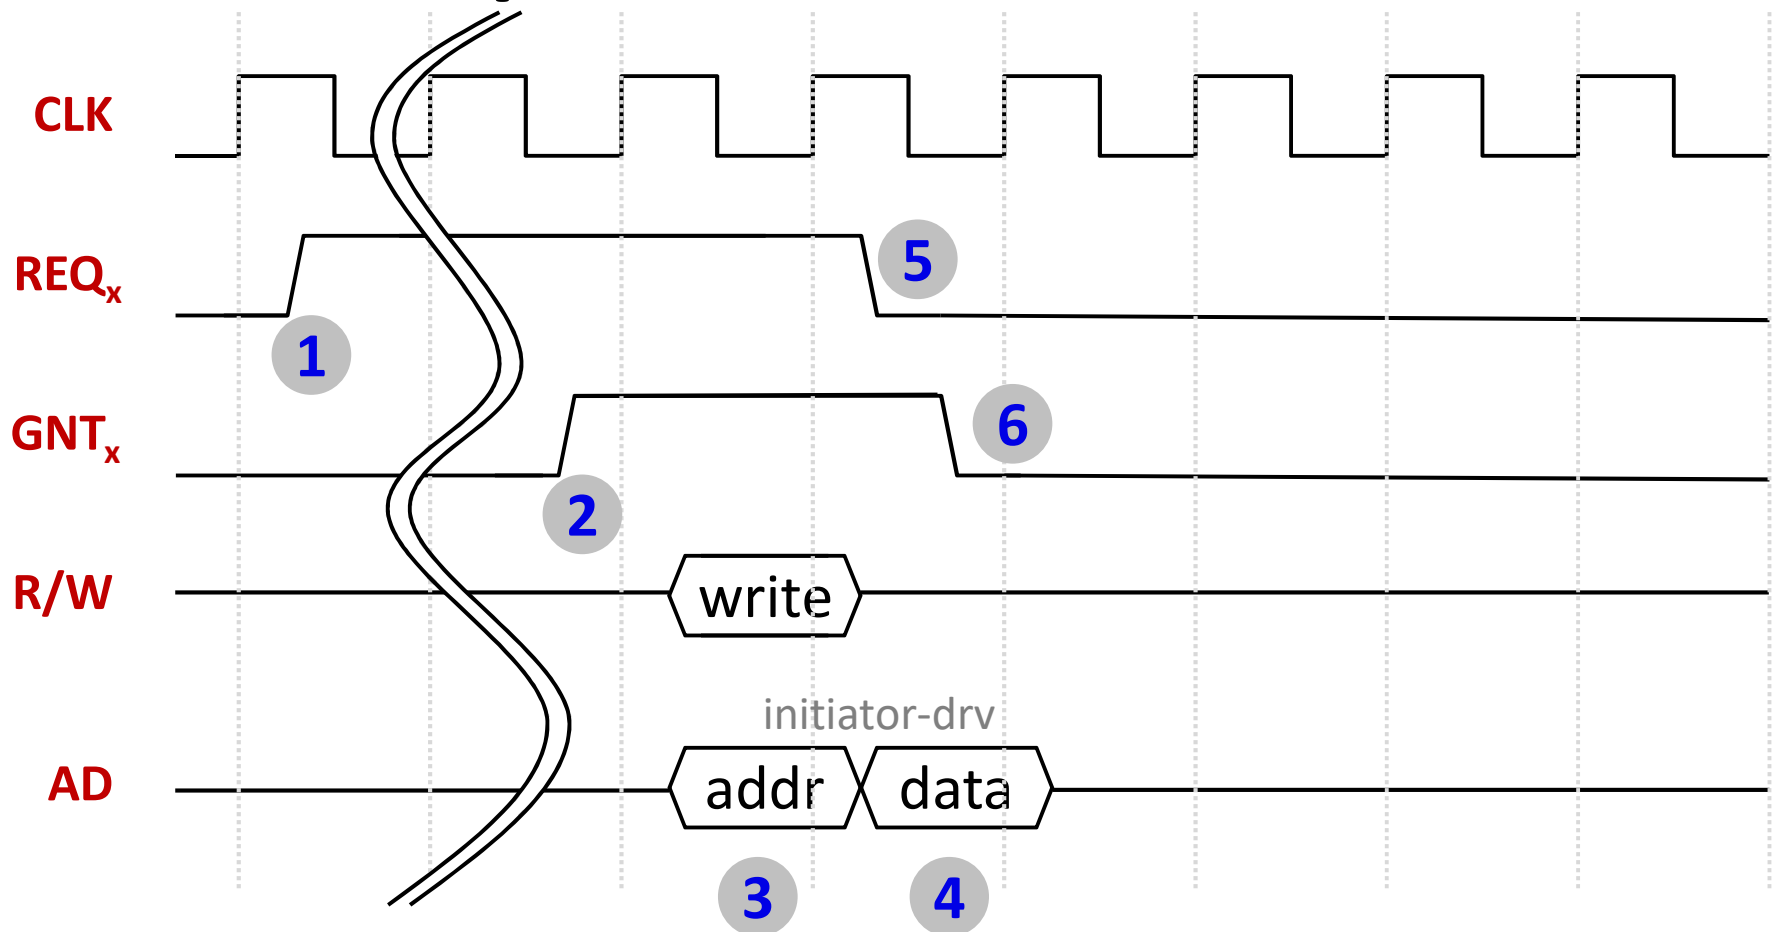 CLK
REQx
5
1
GNTx
6
2
R/W
write
initiator-drv
AD
addr
data
3
4